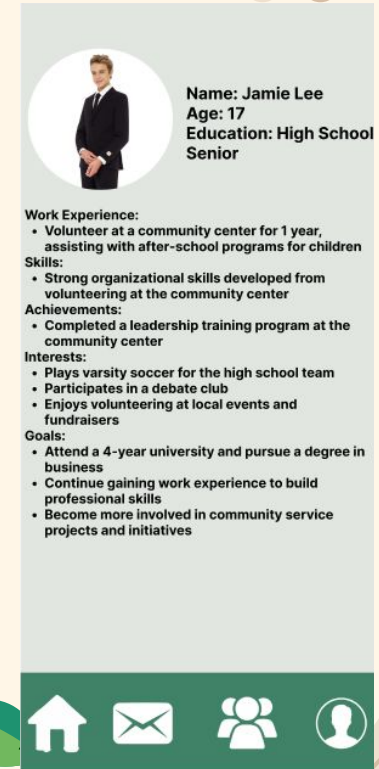 Name: Jamie Lee
Age: 17
Education: High School
Senior
Work Experience:
• Volunteer at a community center for 1 year,
assisting with after-school programs for children
Skills:
• Strong organizational skills developed from
volunteering at the community center
Achievements:
• Completed a leadership training program at the
community center
Interests:
• Plays varsity soccer for the high school team
• Participates in a debate club
• Enjoys volunteering at local events and
fundraisers
Goals:
• Attend a 4-year university and pursue a degree in
business
• Continue gaining work experience to build
professional skills
• Become more involved in community service
projects and initiatives